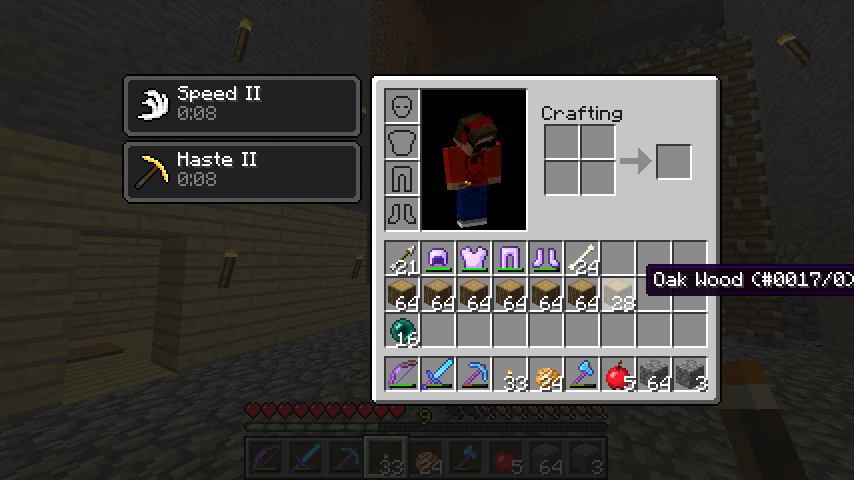 Speed II
0:08
Haste II
0:08
Crafting
21
24
64 64 64 64 64 64 28
Oak Wood (#0017/0)
16
33 24 5 64 3
9
33 24 5 64 3